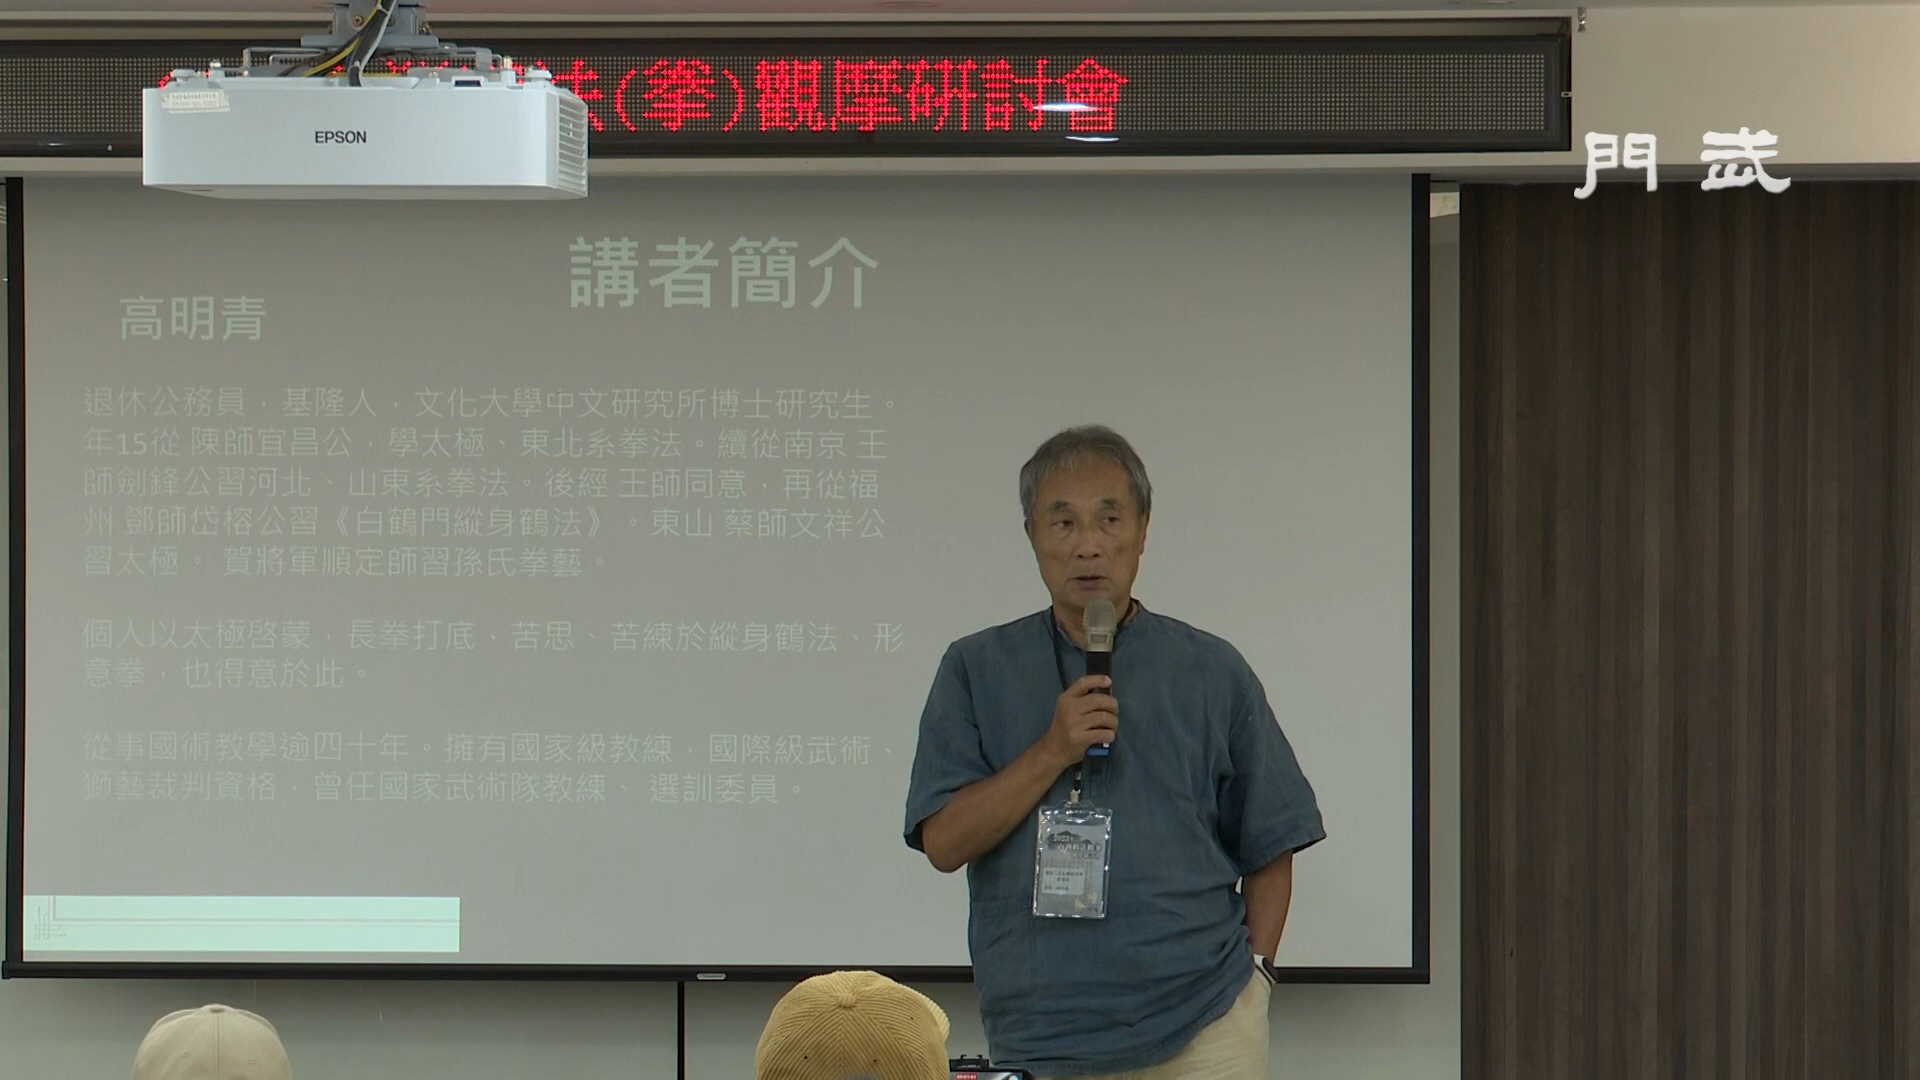 法(拳)觀摩研討會
EPSON
門 武
講者簡介
高明青
退休公務員，基隆人，文化大學中文研究所博士研究生。
年15從 陳師宜昌公，學太極、東北系拳法。續從南京 王
師劍鋒公習河北、山東系拳法。後經 王師同意，再從福
州 鄧師岱榕公習《白鶴門縱身鶴法》。東山 蔡師文祥公
習太極。 賀將軍順定師習孫氏拳藝。
個人以太極啓蒙，長拳打底，苦思、苦練於縱身鶴法、形
意拳，也得意於此。
從事國術教學逾四十年。擁有國家級教練，國際級武術、
獅藝裁判資格，曾任國家武術隊教練、 選訓委員。
2023